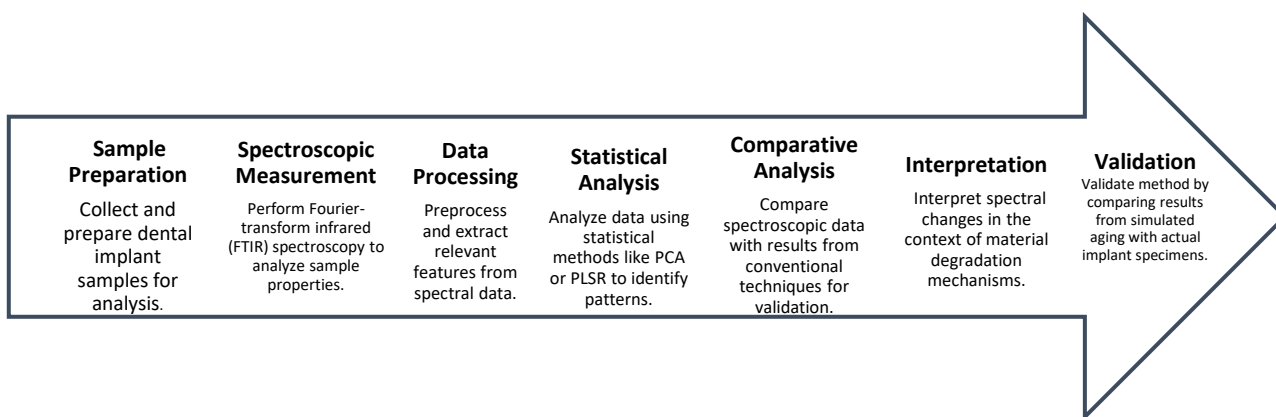 Sample
Preparation
Collect and
prepare dental
implant
samples for
analysis.
Spectroscopic
Measurement
Perform Fourier-
transform infrared
(FTIR) spectroscopy to
analyze sample
properties.
Data
Processing
Preprocess
and extract
relevant
features from
spectral data.
Statistical
Analysis
Analyze data using
statistical
methods like PCA
or PLSR to identify
patterns.
Comparative
Analysis
Compare
spectroscopic data
with results from
conventional
techniques for
validation.
Interpretation
Interpret spectral
changes in the
context of material
degradation
mechanisms.
Validation
Validate method by
comparing results
from simulated
aging with actual
implant specimens.